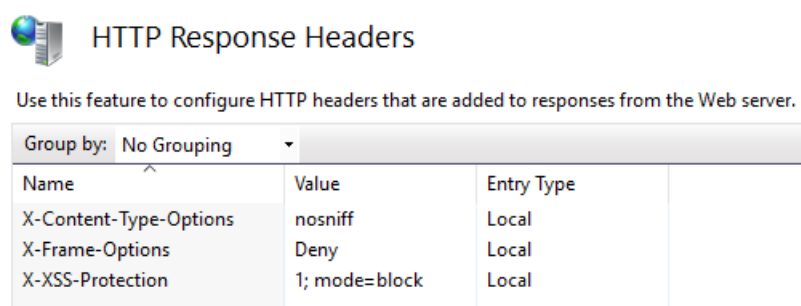 HTTP Response Headers
Use this feature to configure HTTP headers that are added to responses from the Web server.
Group by: No Grouping
Name Value Entry Type
X-Content-Type-Options nosniff Local
X-Frame-Options Deny Local
X-XSS-Protection 1; mode=block Local